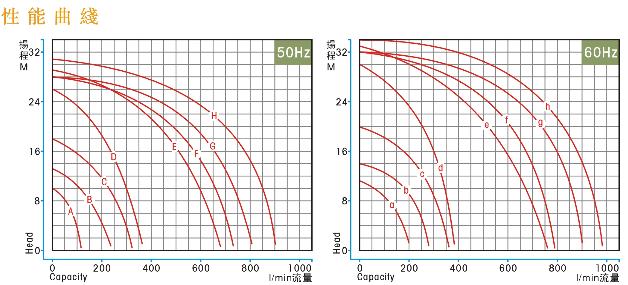 性能曲綫
揚程 M
50Hz
32
24
16
8
0
Head
A B C D E F G H
0 200 400 600 800 1000
Capacity l/min流量
揚程 M
60Hz
32
24
16
8
0
Head
a b c d e f g h
0 200 400 600 800 1000
Capacity l/min流量